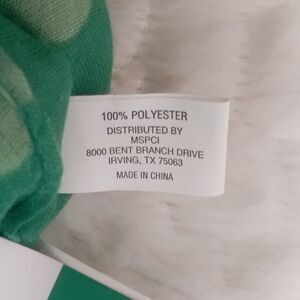 100% POLYESTER
DISTRIBUTED BY
MSPCI
8000 BENT BRANCH DRIVE
IRVING, TX 75063
MADE IN CHINA